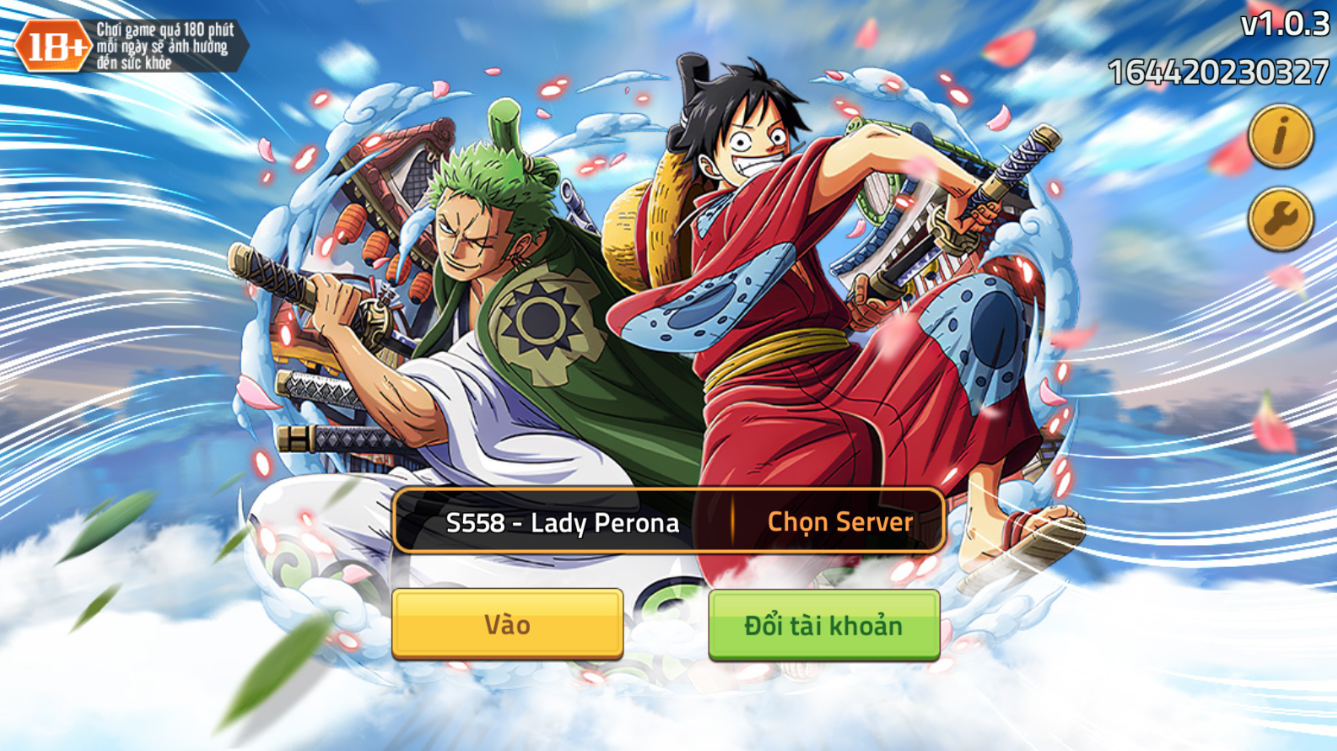 18+
Chơi game quá 180 phút
mỗi ngày sẽ ảnh hưởng
đến sức khỏe
v1.0.3
164420230327
S558 - Lady Perona
Chọn Server
Vào
Đổi tài khoản